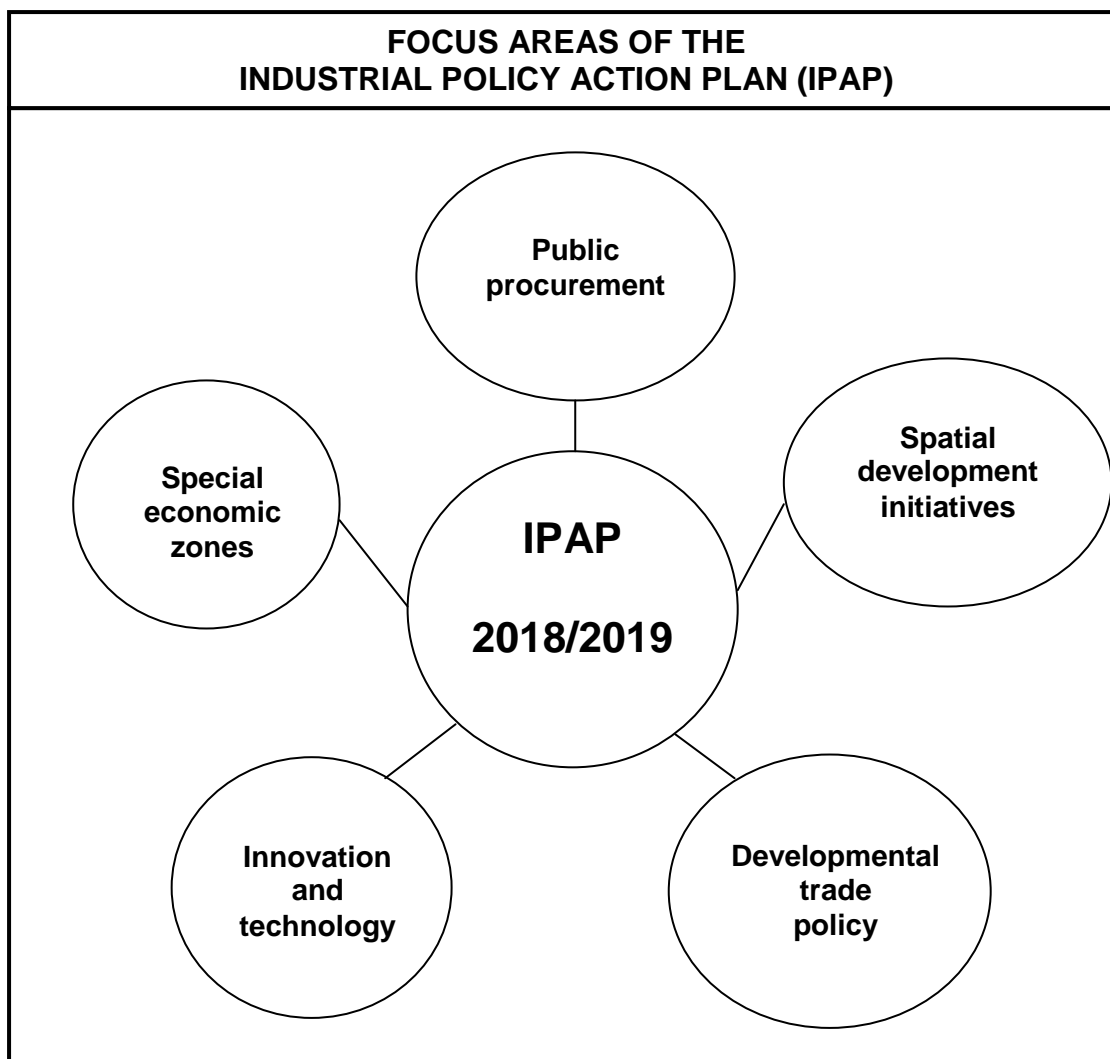 FOCUS AREAS OF THE
INDUSTRIAL POLICY ACTION PLAN (IPAP)
Public
procurement
Spatial
development
initiatives
Special
economic
zones
IPAP
2018/2019
Innovation
and
technology
Developmental
trade
policy